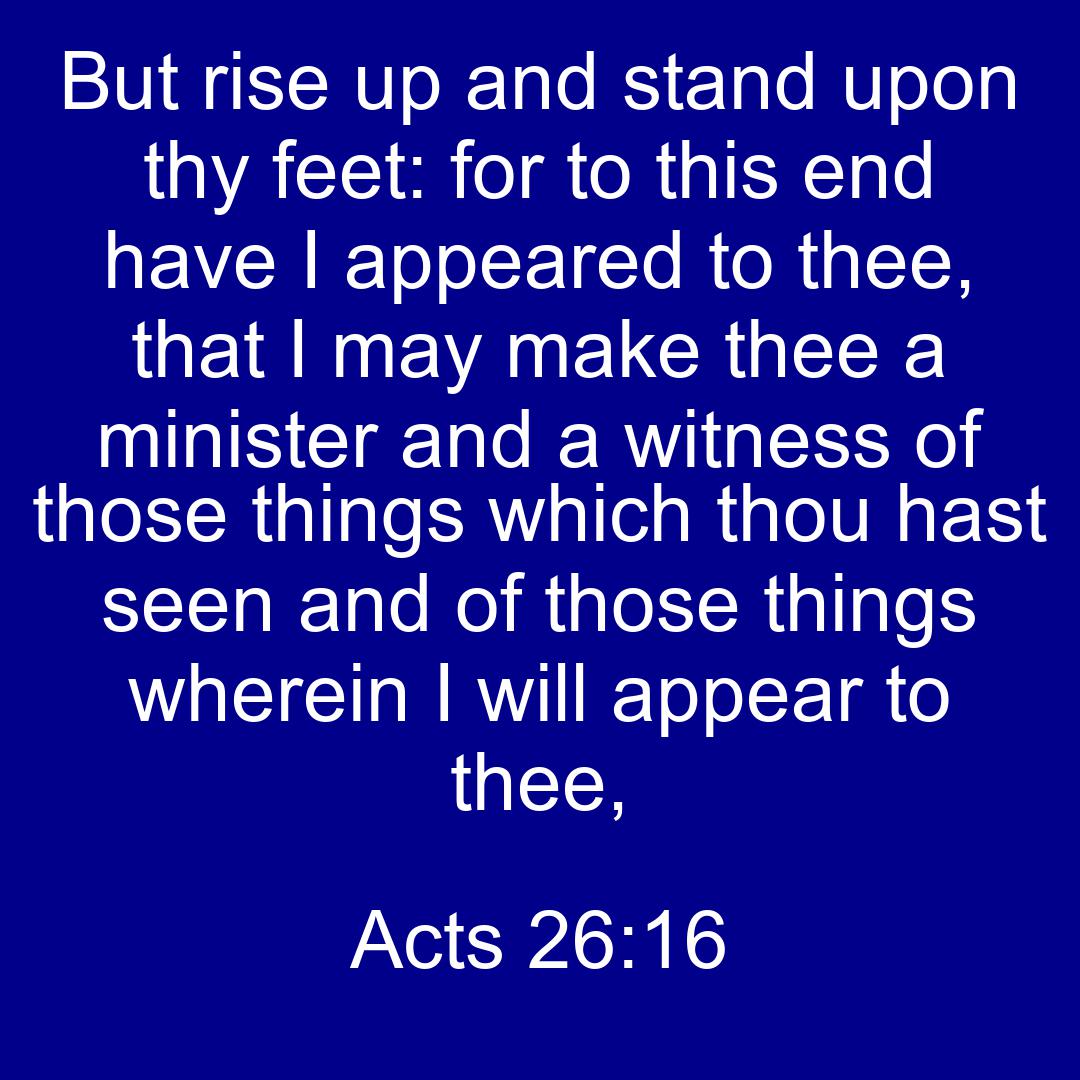 But rise up and stand upon
thy feet: for to this end
have I appeared to thee,
that I may make thee a
minister and a witness of
those things which thou hast
seen and of those things
wherein I will appear to
thee,
Acts 26:16